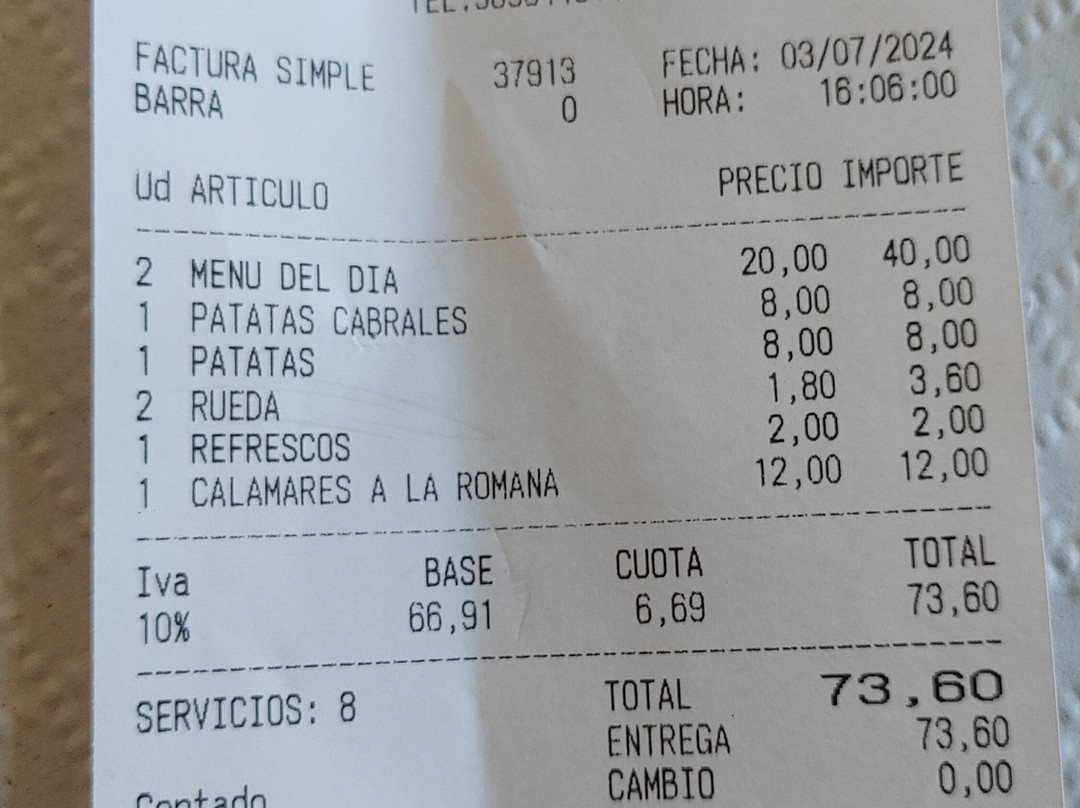 FACTURA SIMPLE 37913 FECHA: 03/07/2024
BARRA 0 HORA: 16:06:00
Ud ARTICULO PRECIO IMPORTE
2 MENU DEL DIA 20,00 40,00
1 PATATAS CABRALES 8,00 8,00
1 PATATAS 8,00 8,00
2 RUEDA 1,80 3,60
1 REFRESCOS 2,00 2,00
1 CALAMARES A LA ROMANA 12,00 12,00
Iva BASE CUOTA TOTAL
10% 66,91 6,69 73,60
SERVICIOS: 8 TOTAL 73,60
ENTREGA 73,60
CAMBIO 0,00
Contado